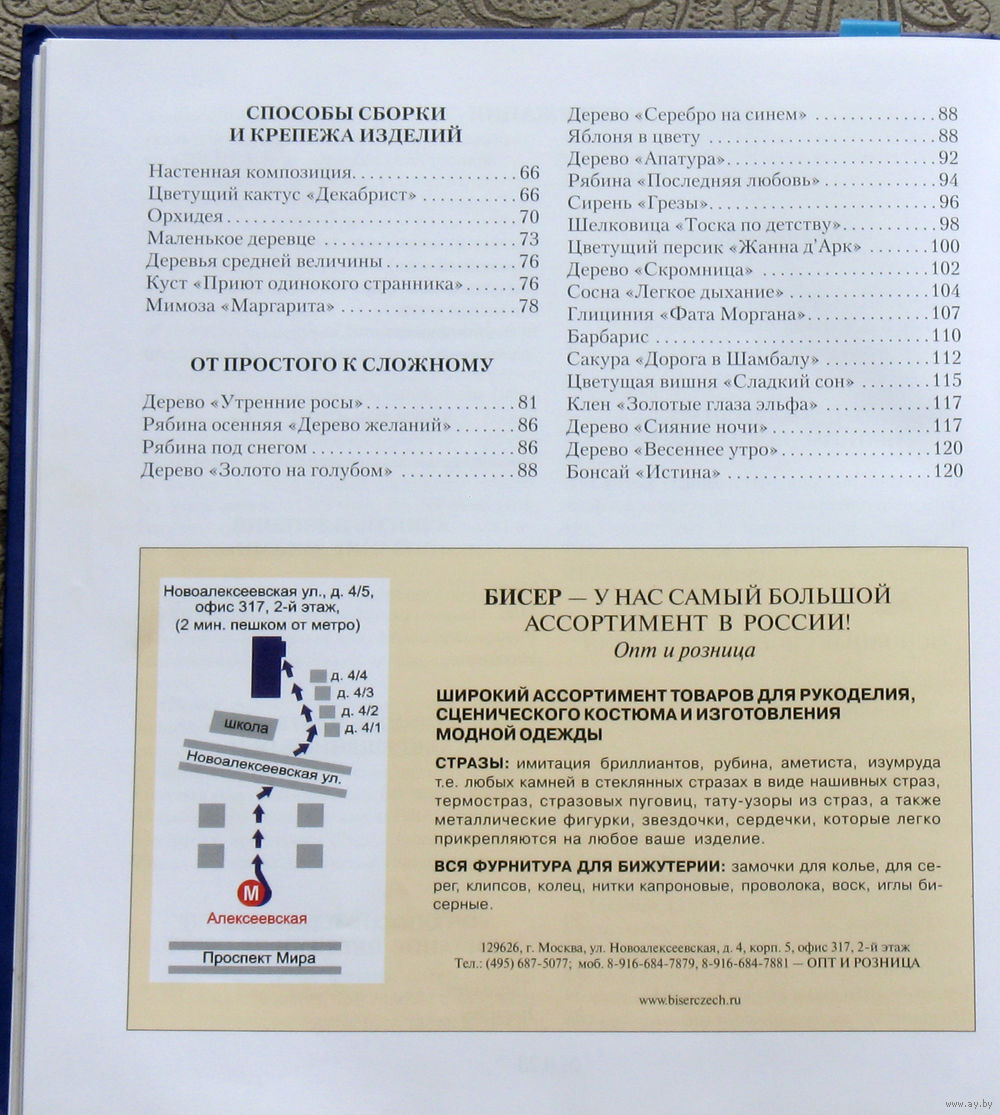 СПОСОБЫ СБОРКИ
И КРЕПЕЖА ИЗДЕЛИЙ
Настенная композиция. . . . . . . . . . . . . . . . . 66
Цветущий кактус «Декабрист» . . . . . . . . . . 66
Орхидея . . . . . . . . . . . . . . . . . . . . . . . . . . . . . 70
Маленькое деревце . . . . . . . . . . . . . . . . . . . . 73
Деревья средней величины . . . . . . . . . . . . . . 76
Куст «Приют одинокого странника» . . . . . . 76
Мимоза «Маргарита» . . . . . . . . . . . . . . . . . . 78
ОТ ПРОСТОГО К СЛОЖНОМУ
Дерево «Утренние росы» . . . . . . . . . . . . . . . . 81
Рябина осенняя «Дерево желаний» . . . . . . . 86
Рябина под снегом . . . . . . . . . . . . . . . . . . . . . 86
Дерево «Золото на голубом» . . . . . . . . . . . . 88
Дерево «Серебро на синем» . . . . . . . . . . . . . . 88
Яблоня в цвету . . . . . . . . . . . . . . . . . . . . . . . . 88
Дерево «Апатура» . . . . . . . . . . . . . . . . . . . . . . 92
Рябина «Последняя любовь» . . . . . . . . . . . . . 94
Сирень «Грезы» . . . . . . . . . . . . . . . . . . . . . . . . 96
Шелковица «Тоска по детству» . . . . . . . . . . . 98
Цветущий персик «Жанна д’Арк» . . . . . . . 100
Дерево «Скромница» . . . . . . . . . . . . . . . . . . 102
Сосна «Легкое дыхание» . . . . . . . . . . . . . . . 104
Глициния «Фата Моргана» . . . . . . . . . . . . . 107
Барбарис . . . . . . . . . . . . . . . . . . . . . . . . . . . . 110
Сакура «Дорога в Шамбалу» . . . . . . . . . . . . 112
Цветущая вишня «Сладкий сон» . . . . . . . . 115
Клен «Золотые глаза эльфа» . . . . . . . . . . . . 117
Дерево «Сияние ночи» . . . . . . . . . . . . . . . . . 117
Дерево «Весеннее утро» . . . . . . . . . . . . . . . . 120
Бонсай «Истина» . . . . . . . . . . . . . . . . . . . . . 120
Новоалексеевская ул., д. 4/5,
офис 317, 2-й этаж,
(2 мин. пешком от метро)
д. 4/4
д. 4/3
д. 4/2
д. 4/1
школа
Новоалексеевская ул.
М
Алексеевская
Проспект Мира
БИСЕР — У НАС САМЫЙ БОЛЬШОЙ
АССОРТИМЕНТ В РОССИИ!
Опт и розница
ШИРОКИЙ АССОРТИМЕНТ ТОВАРОВ ДЛЯ РУКОДЕЛИЯ,
СЦЕНИЧЕСКОГО КОСТЮМА И ИЗГОТОВЛЕНИЯ
МОДНОЙ ОДЕЖДЫ
СТРАЗЫ: имитация бриллиантов, рубина, аметиста, изумруда
т.е. любых камней в стеклянных стразах в виде нашивных страз,
термостраз, стразовых пуговиц, тату-узоры из страз, а также
металлические фигурки, звездочки, сердечки, которые легко
прикрепляются на любое ваше изделие.
ВСЯ ФУРНИТУРА ДЛЯ БИЖУТЕРИИ: замочки для колье, для се-
рег, клипсов, колец, нитки капроновые, проволока, воск, иглы би-
серные.
129626, г. Москва, ул. Новоалексеевская, д. 4, корп. 5, офис 317, 2-й этаж
Тел.: (495) 687-5077; моб. 8-916-684-7879, 8-916-684-7881 — ОПТ И РОЗНИЦА
www.biserczech.ru
www.ay.by